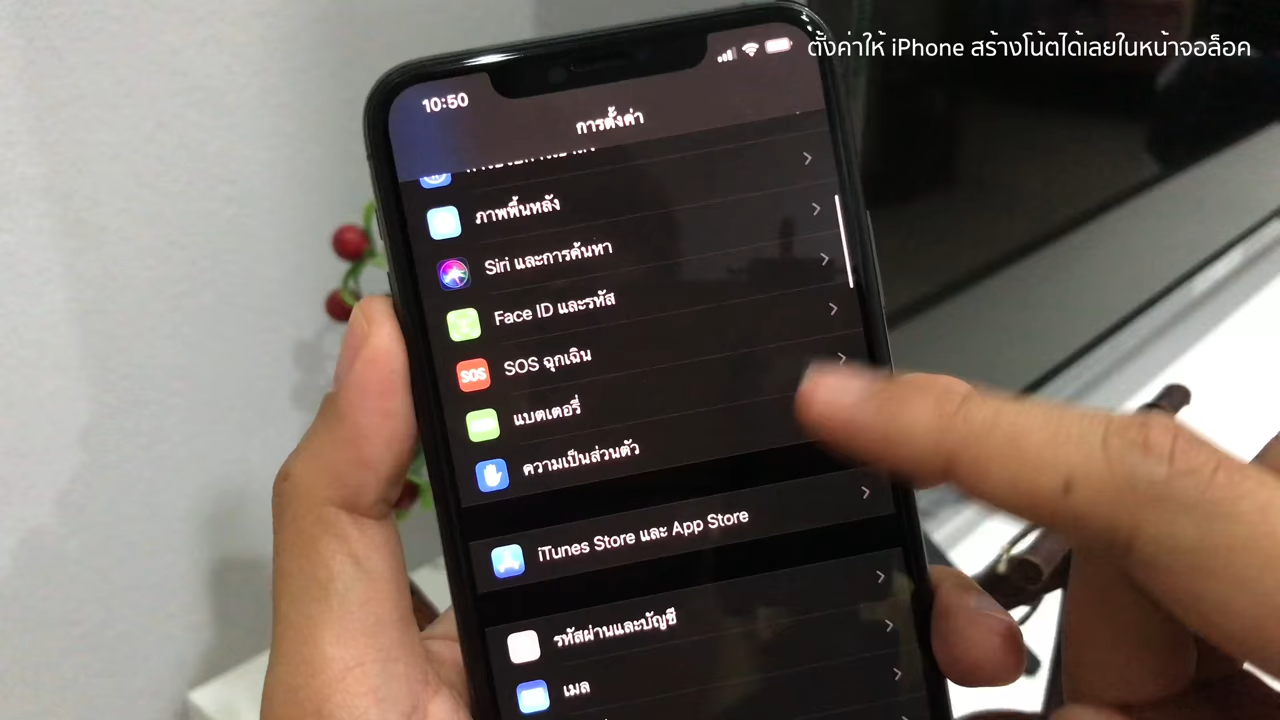 ตั้งค่าให้ iPhone สร้างโน้ตได้เลยในหน้าจอล็อค
10:50
การตั้งค่า
ภาพพื้นหลัง
Siri และการค้นหา
Face ID และรหัส
SOS
SOS ฉุกเฉิน
แบตเตอรี่
ความเป็นส่วนตัว
iTunes Store และ App Store
รหัสผ่านและบัญชี
เมล